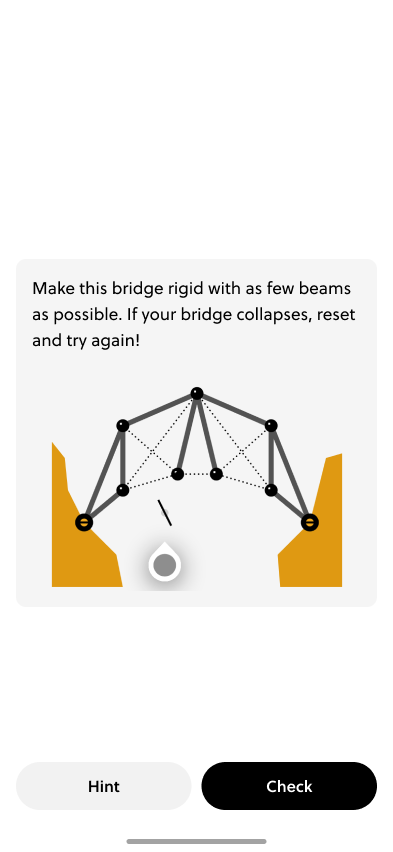 Make this bridge rigid with as few beams
as possible. If your bridge collapses, reset
and try again!
Hint
Check